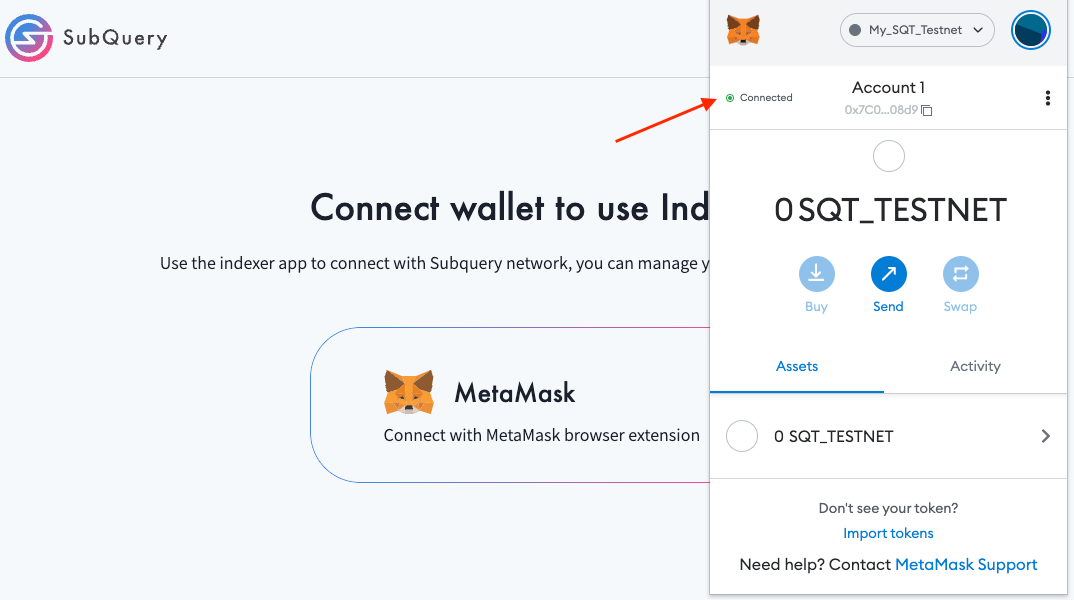 SubQuery
Connect wallet to use Ind
Use the indexer app to connect with Subquery network, you can manage y
MetaMask
Connect with MetaMask browser extension
My_SQT_Testnet
Connected
Account 1
0x7C0...08d9
0 SQT_TESTNET
Buy
Send
Swap
Assets
Activity
0 SQT_TESTNET
Don't see your token?
Import tokens
Need help? Contact MetaMask Support